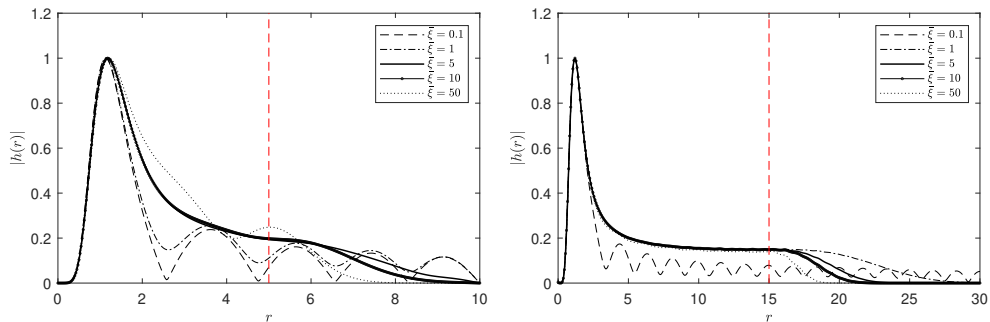 1.2
1
0.8
0.6
0.4
0.2
0
|h(r)|
0 2 4 6 8 10
r
ξ̄ = 0.1
ξ̄ = 1
ξ̄ = 5
ξ̄ = 10
ξ̄ = 50
1.2
1
0.8
0.6
0.4
0.2
0
|h(r)|
0 5 10 15 20 25 30
r
ξ̄ = 0.1
ξ̄ = 1
ξ̄ = 5
ξ̄ = 10
ξ̄ = 50